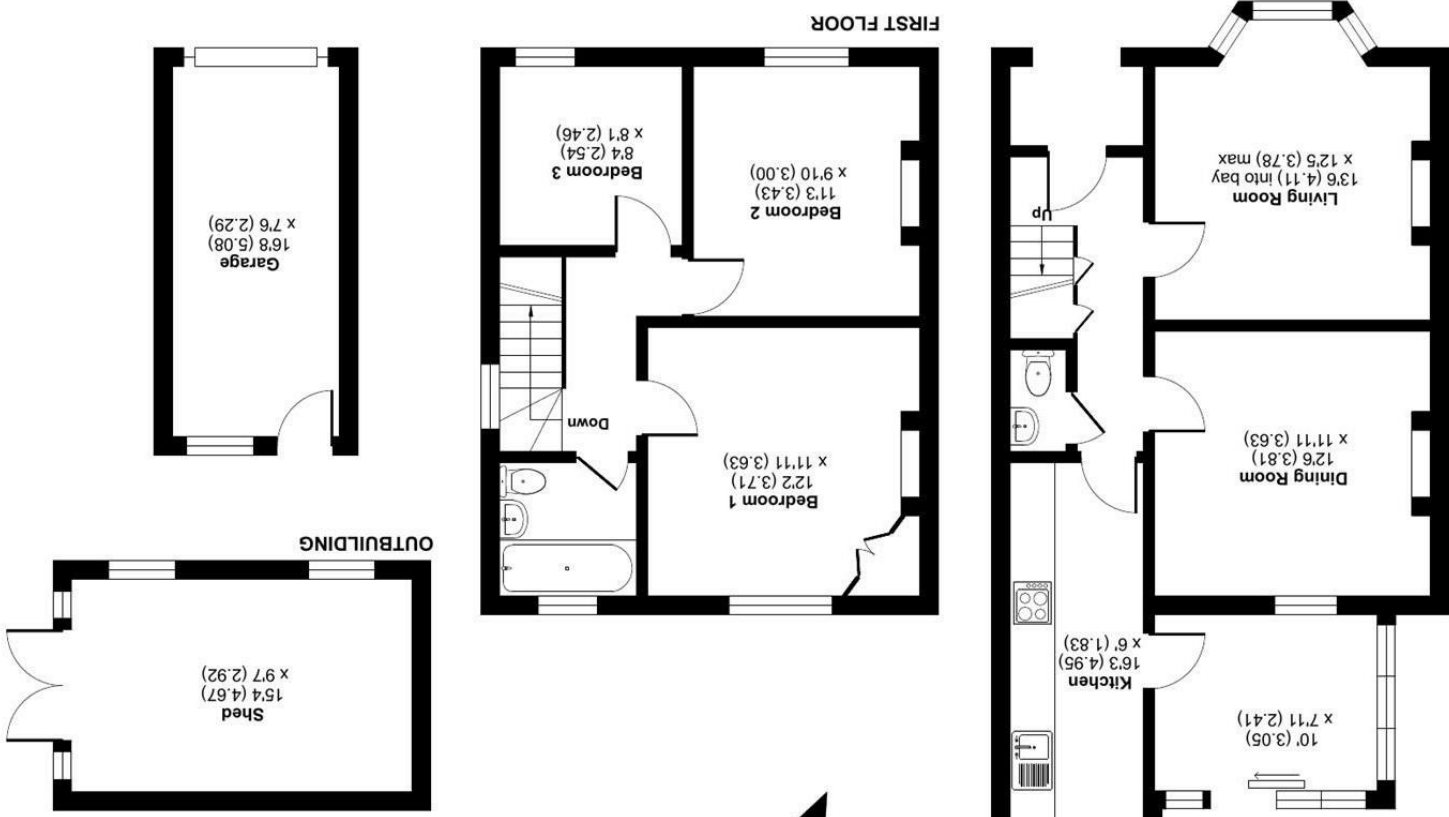 Shed
15'4 (4.67)
x 9'7 (2.92)
OUTBUILDING
Garage
16'8 (5.08)
x 7'6 (2.29)
10' (3.05)
x 7'11 (2.41)
Kitchen
16'3 (4.95)
x 6' (1.83)
Dining Room
12'6 (3.81)
x 11'11 (3.63)
Living Room
13'6 (4.11) into bay
x 12'5 (3.78) max
Up
Bedroom 1
12'2 (3.71)
x 11'11 (3.63)
Down
Bedroom 2
11'3 (3.43)
x 9'10 (3.00)
Bedroom 3
8'4 (2.54)
x 8'1 (2.46)
FIRST FLOOR